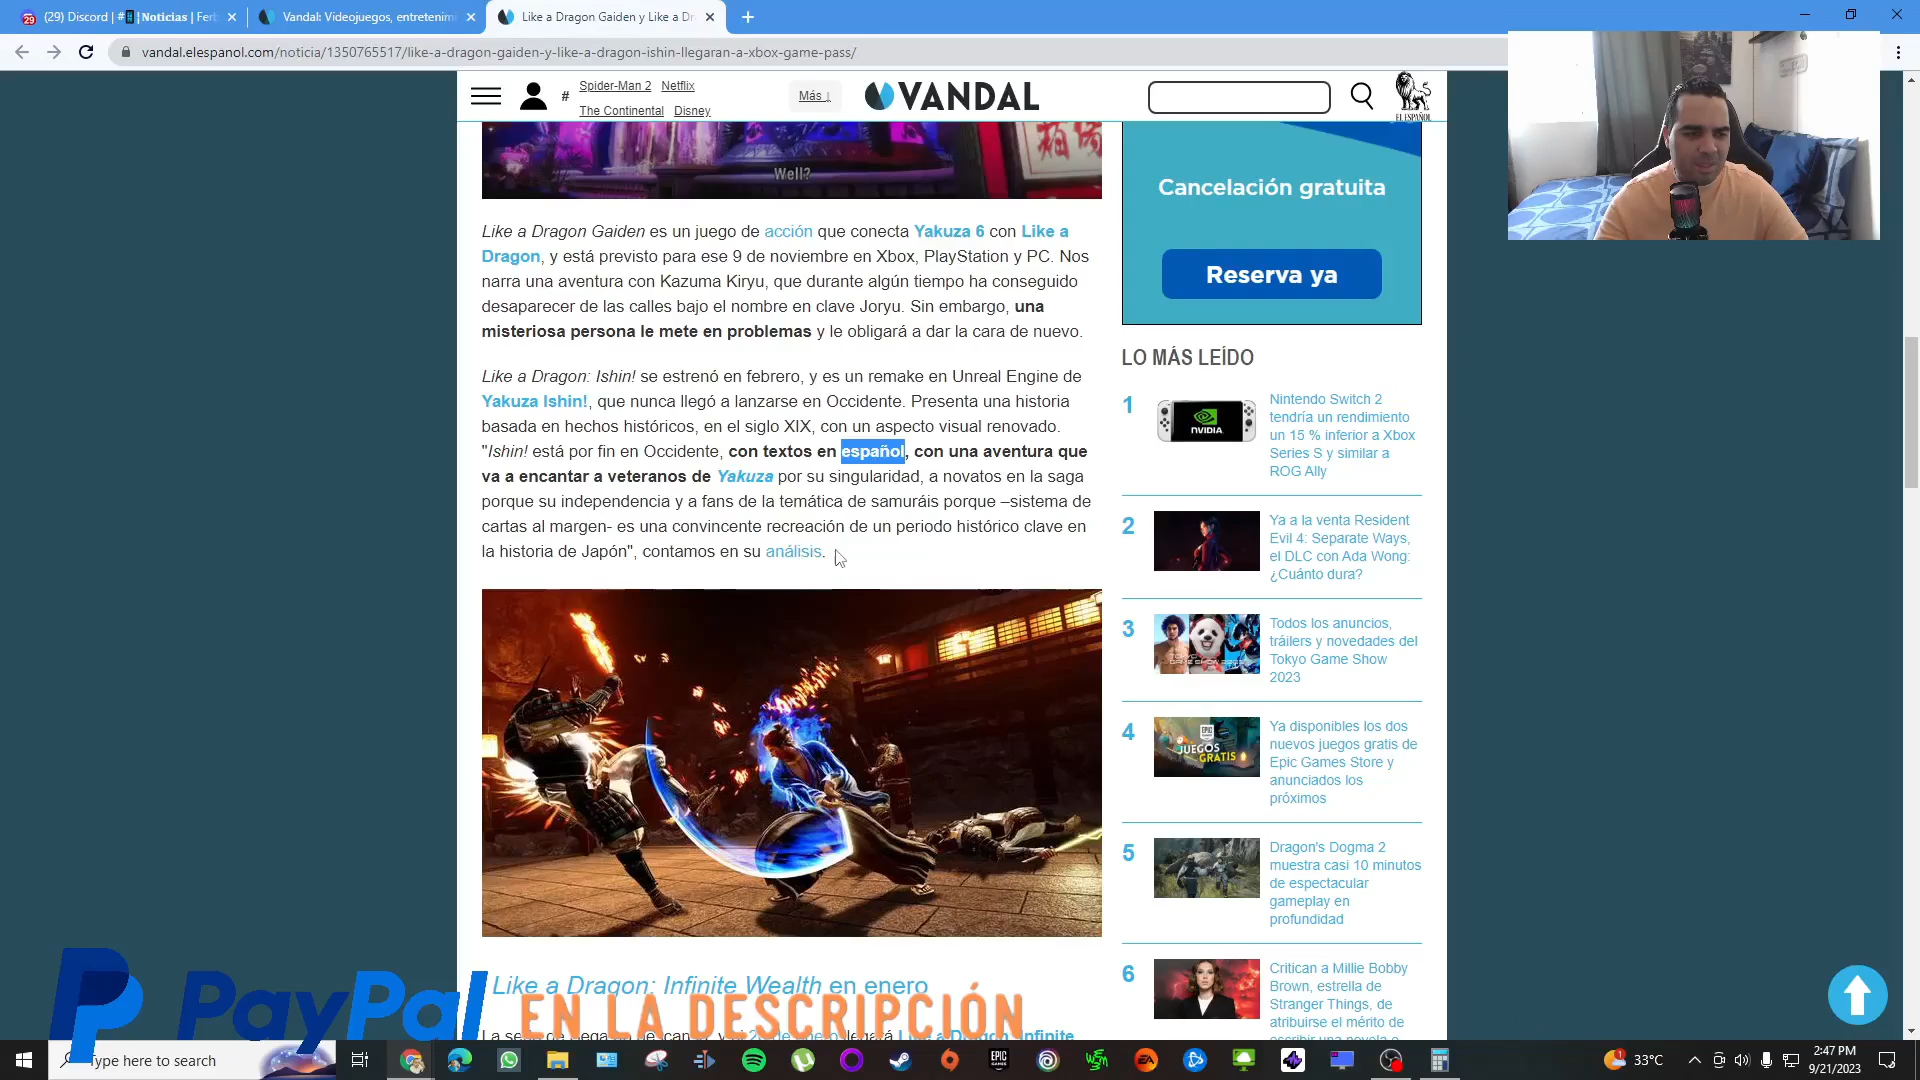 (29) Discord | # | Noticias | Fer
Vandal: Videojuegos, entretenim
Like a Dragon Gaiden y Like a Dr
vandal.elespanol.com/noticia/1350765517/like-a-dragon-gaiden-y-like-a-dragon-ishin-llegaran-a-xbox-game-pass/
# Spider-Man 2 Netflix
The Continental Disney
Más ↓
VANDAL
EL ESPAÑOL
Well?
Like a Dragon Gaiden es un juego de acción que conecta Yakuza 6 con Like a
Dragon, y está previsto para ese 9 de noviembre en Xbox, PlayStation y PC. Nos
narra una aventura con Kazuma Kiryu, que durante algún tiempo ha conseguido
desaparecer de las calles bajo el nombre en clave Joryu. Sin embargo, una
misteriosa persona le mete en problemas y le obligará a dar la cara de nuevo.
Like a Dragon: Ishin! se estrenó en febrero, y es un remake en Unreal Engine de
Yakuza Ishin!, que nunca llegó a lanzarse en Occidente. Presenta una historia
basada en hechos históricos, en el siglo XIX, con un aspecto visual renovado.
"Ishin! está por fin en Occidente, con textos en español, con una aventura que
va a encantar a veteranos de Yakuza por su singularidad, a novatos en la saga
porque su independencia y a fans de la temática de samuráis porque –sistema de
cartas al margen- es una convincente recreación de un periodo histórico clave en
la historia de Japón", contamos en su análisis.
Like a Dragon: Infinite Wealth en enero
Cancelación gratuita
Reserva ya
LO MÁS LEÍDO
1
NVIDIA
Nintendo Switch 2
tendría un rendimiento
un 15 % inferior a Xbox
Series S y similar a
ROG Ally
2
Ya a la venta Resident
Evil 4: Separate Ways,
el DLC con Ada Wong:
¿Cuánto dura?
3
Todos los anuncios,
tráilers y novedades del
Tokyo Game Show
2023
4
EPIC
JUEGOS
GRATIS
Ya disponibles los dos
nuevos juegos gratis de
Epic Games Store y
anunciados los
próximos
5
Dragon's Dogma 2
muestra casi 10 minutos
de espectacular
gameplay en
profundidad
6
Critican a Millie Bobby
Brown, estrella de
Stranger Things, de
atribuirse el mérito de
PayPal
EN LA DESCRIPCIÓN
Type here to search
EPIC
EA
33°C
2:47 PM
9/21/2023